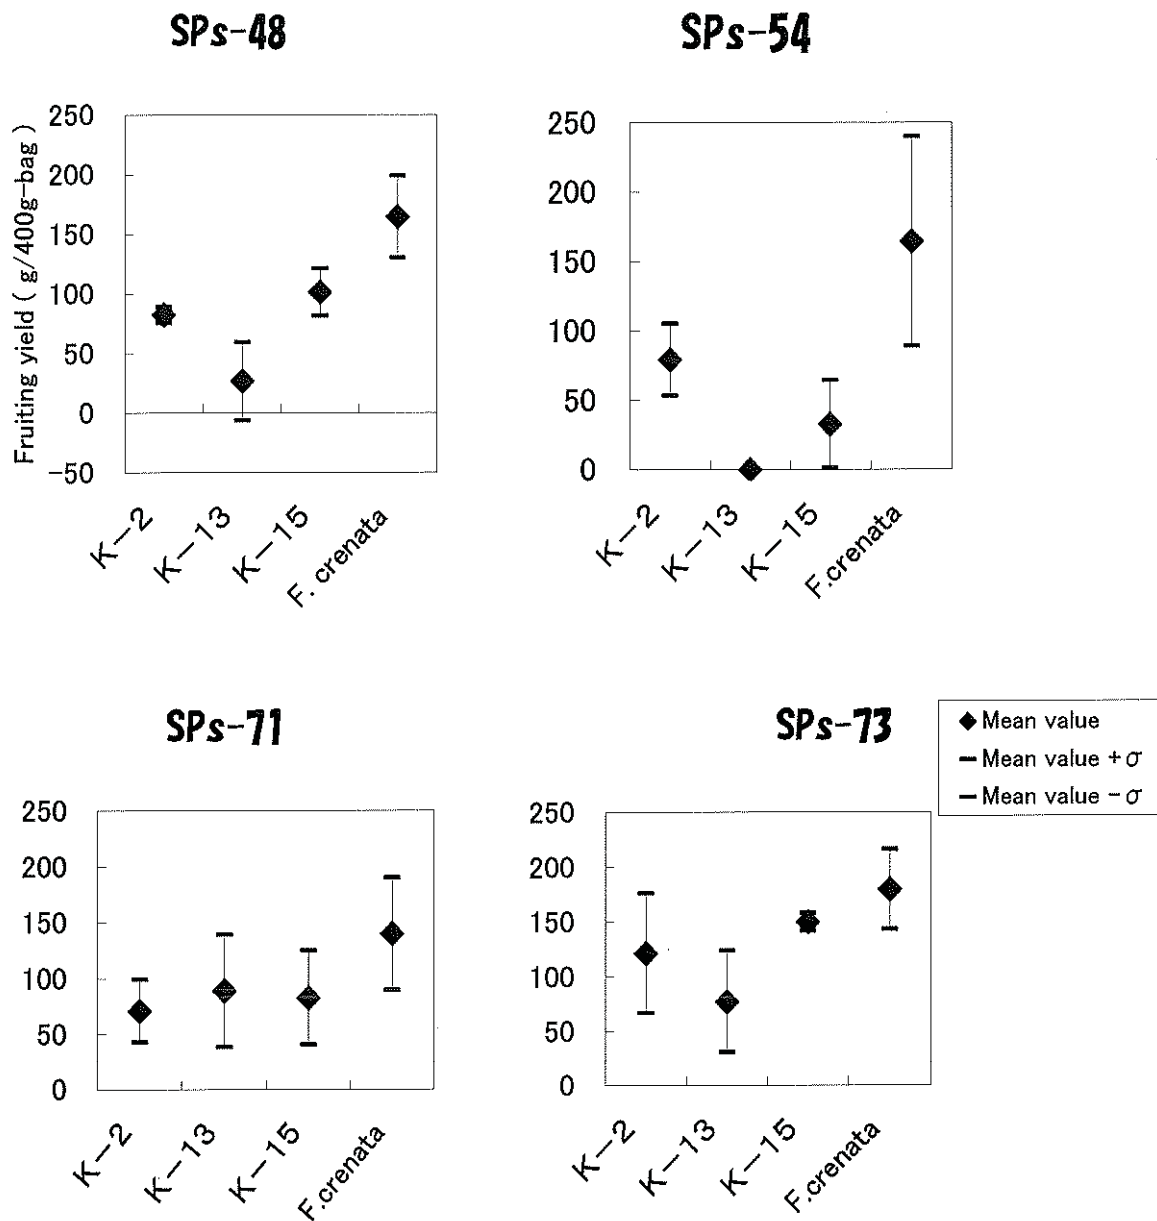 SPs-48
Fruiting yield ( g/400g-bag )
250
200
150
100
50
0
-50
K-2
K-13
K-15
F. crenata
SPs-54
250
200
150
100
50
0
K-2
K-13
K-15
F.crenata
SPs-71
250
200
150
100
50
0
K-2
K-13
K-15
F.crenata
SPs-73
250
200
150
100
50
0
K-2
K-13
K-15
F.crenata
Mean value
Mean value +σ
Mean value -σ